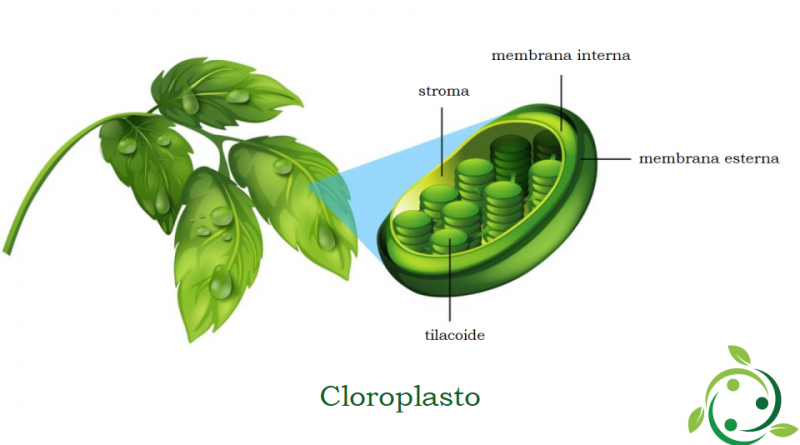 membrana interna
stroma
membrana esterna
tilacoide
Cloroplasto